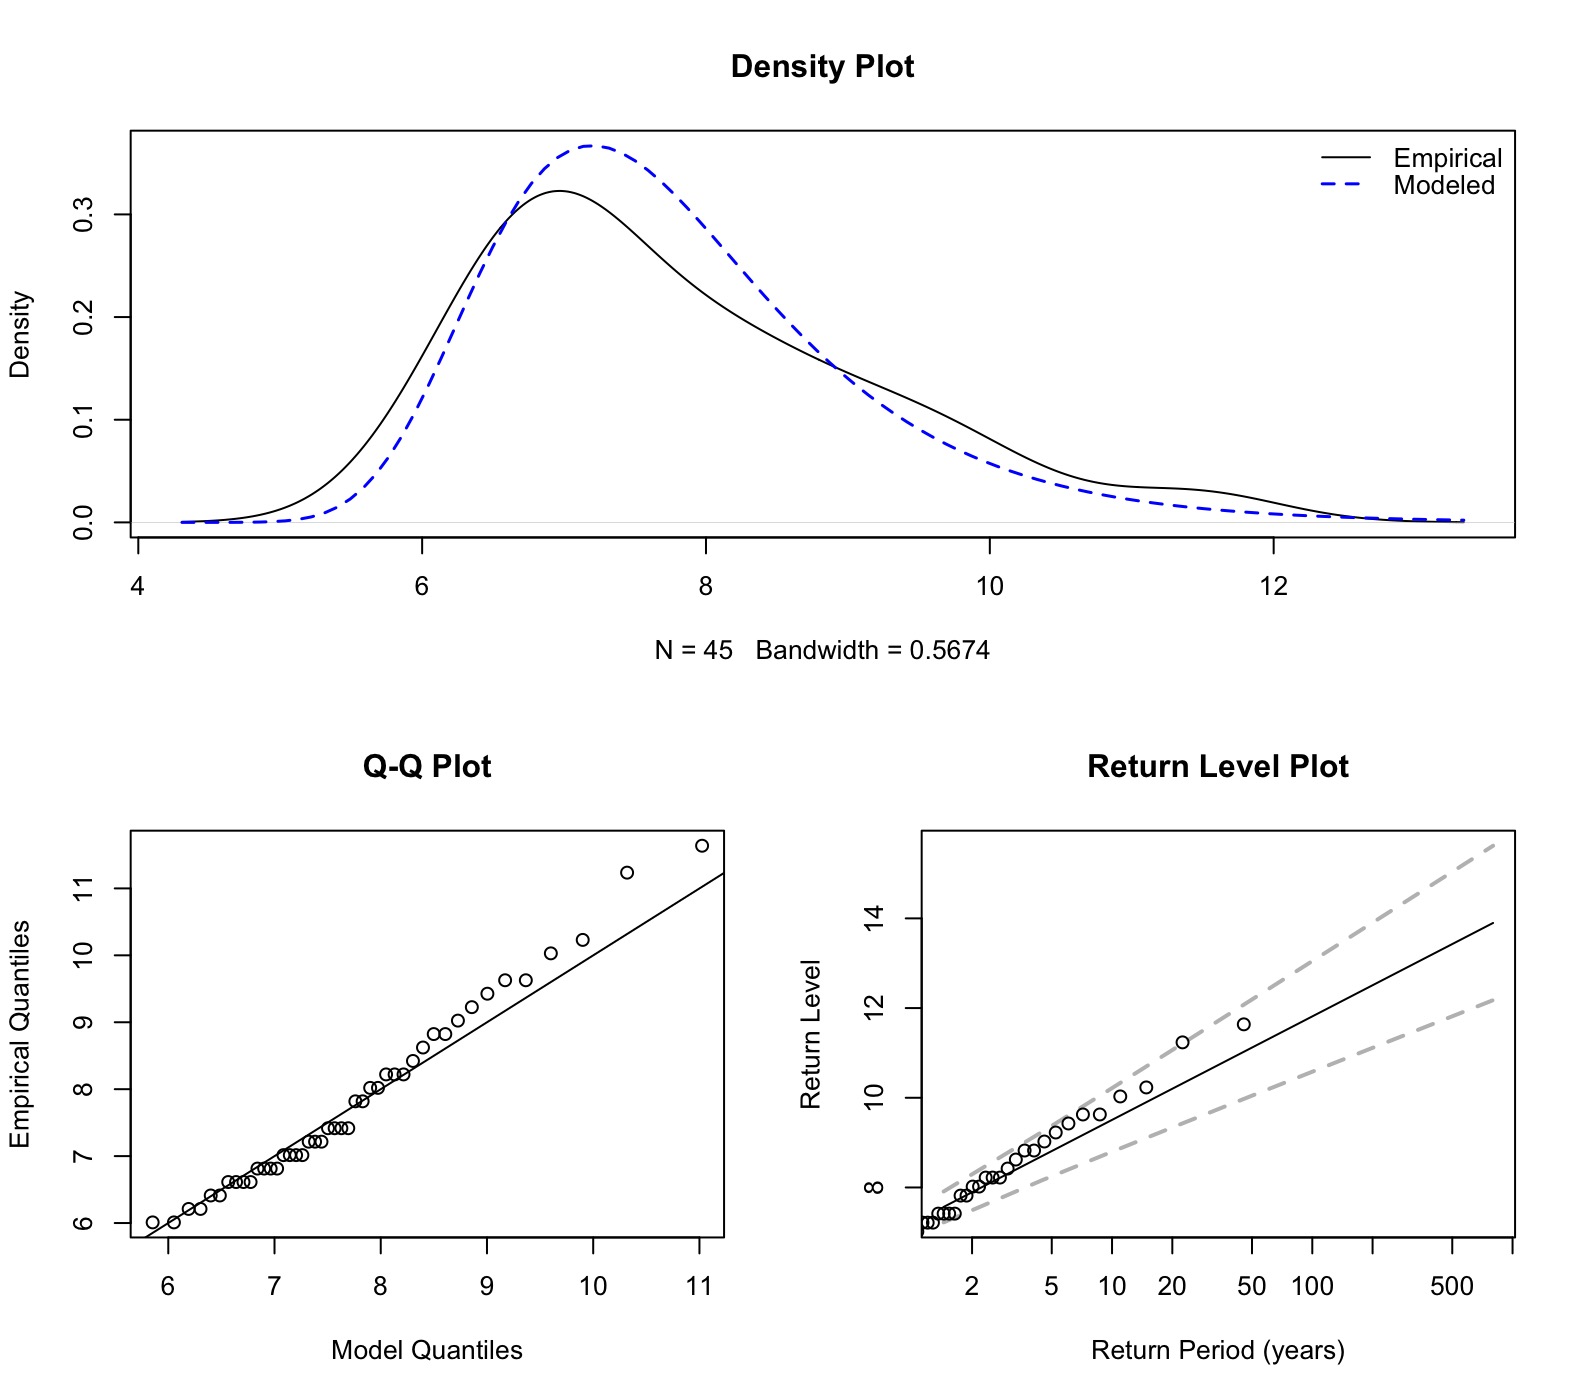 Density Plot
Empirical
Modeled
Density
0.0 0.1 0.2 0.3
4 6 8 10 12
N = 45 Bandwidth = 0.5674
Q-Q Plot
Empirical Quantiles
6 7 8 9 10 11
6 7 8 9 10 11
Model Quantiles
Return Level Plot
Return Level
8 10 12 14
2 5 10 20 50 100 500
Return Period (years)